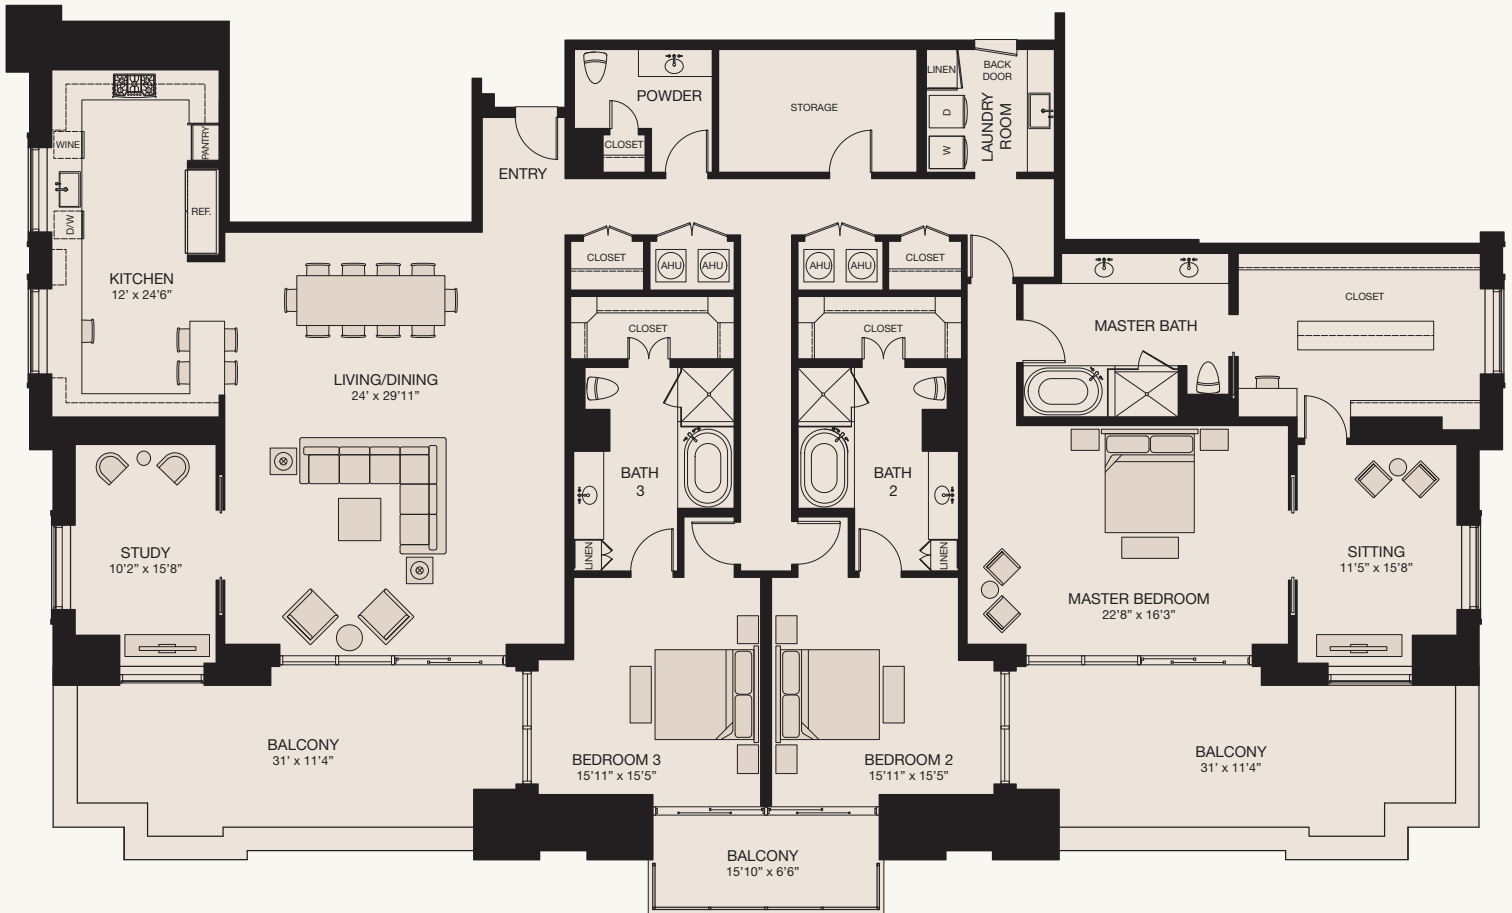 POWDER
CLOSET
STORAGE
LINEN
BACK
DOOR
D
W
LAUNDRY
ROOM
ENTRY
WINE
PANTRY
REF.
D/W
KITCHEN
12’ x 24’6”
CLOSET
AHU
AHU
AHU
AHU
CLOSET
CLOSET
CLOSET
LIVING/DINING
24’ x 29’11”
MASTER BATH
CLOSET
BATH
3
LINEN
BATH
2
LINEN
STUDY
10’2” x 15’8”
MASTER BEDROOM
22’8” x 16’3”
SITTING
11’5” x 15’8”
BALCONY
31’ x 11’4”
BEDROOM 3
15’11” x 15’5”
BEDROOM 2
15’11” x 15’5”
BALCONY
31’ x 11’4”
BALCONY
15’10” x 6’6”